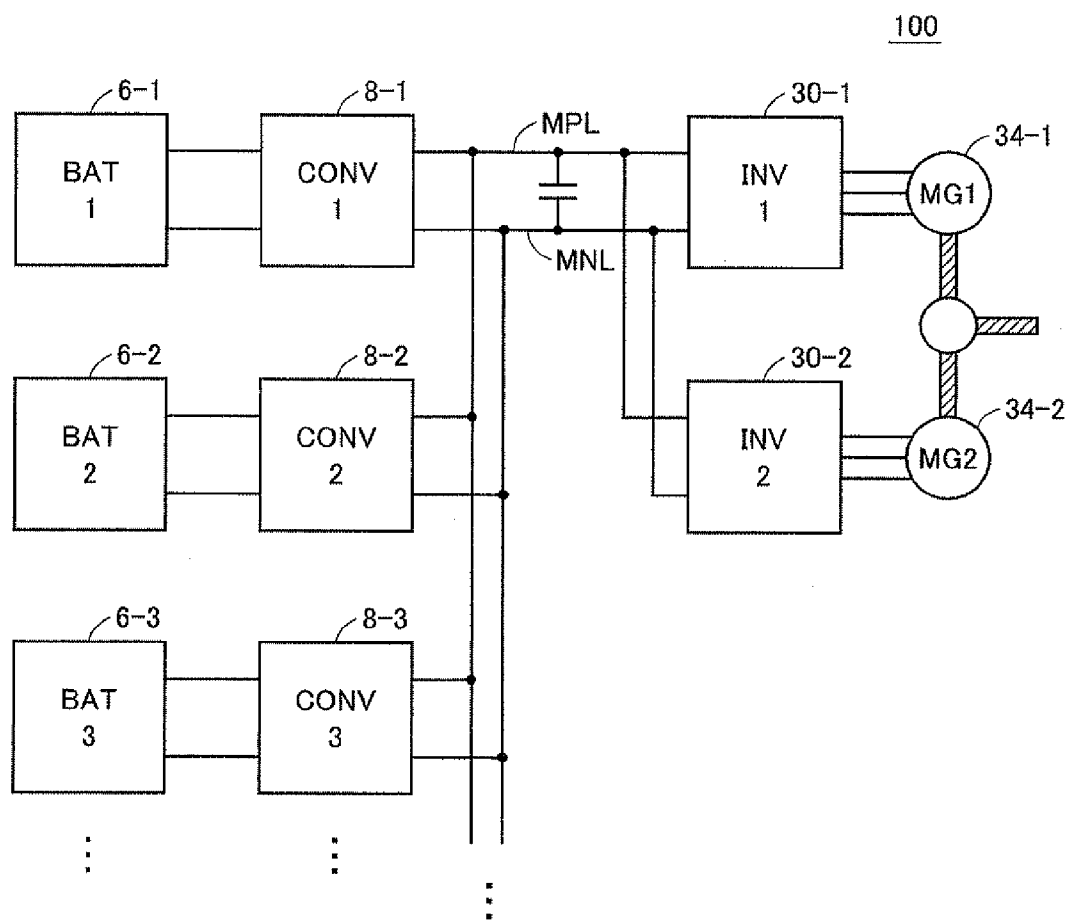 100
6-1
8-1
30-1
34-1
BAT
1
CONV
1
MPL
MNL
INV
1
MG1
6-2
8-2
30-2
34-2
BAT
2
CONV
2
INV
2
MG2
6-3
8-3
BAT
3
CONV
3